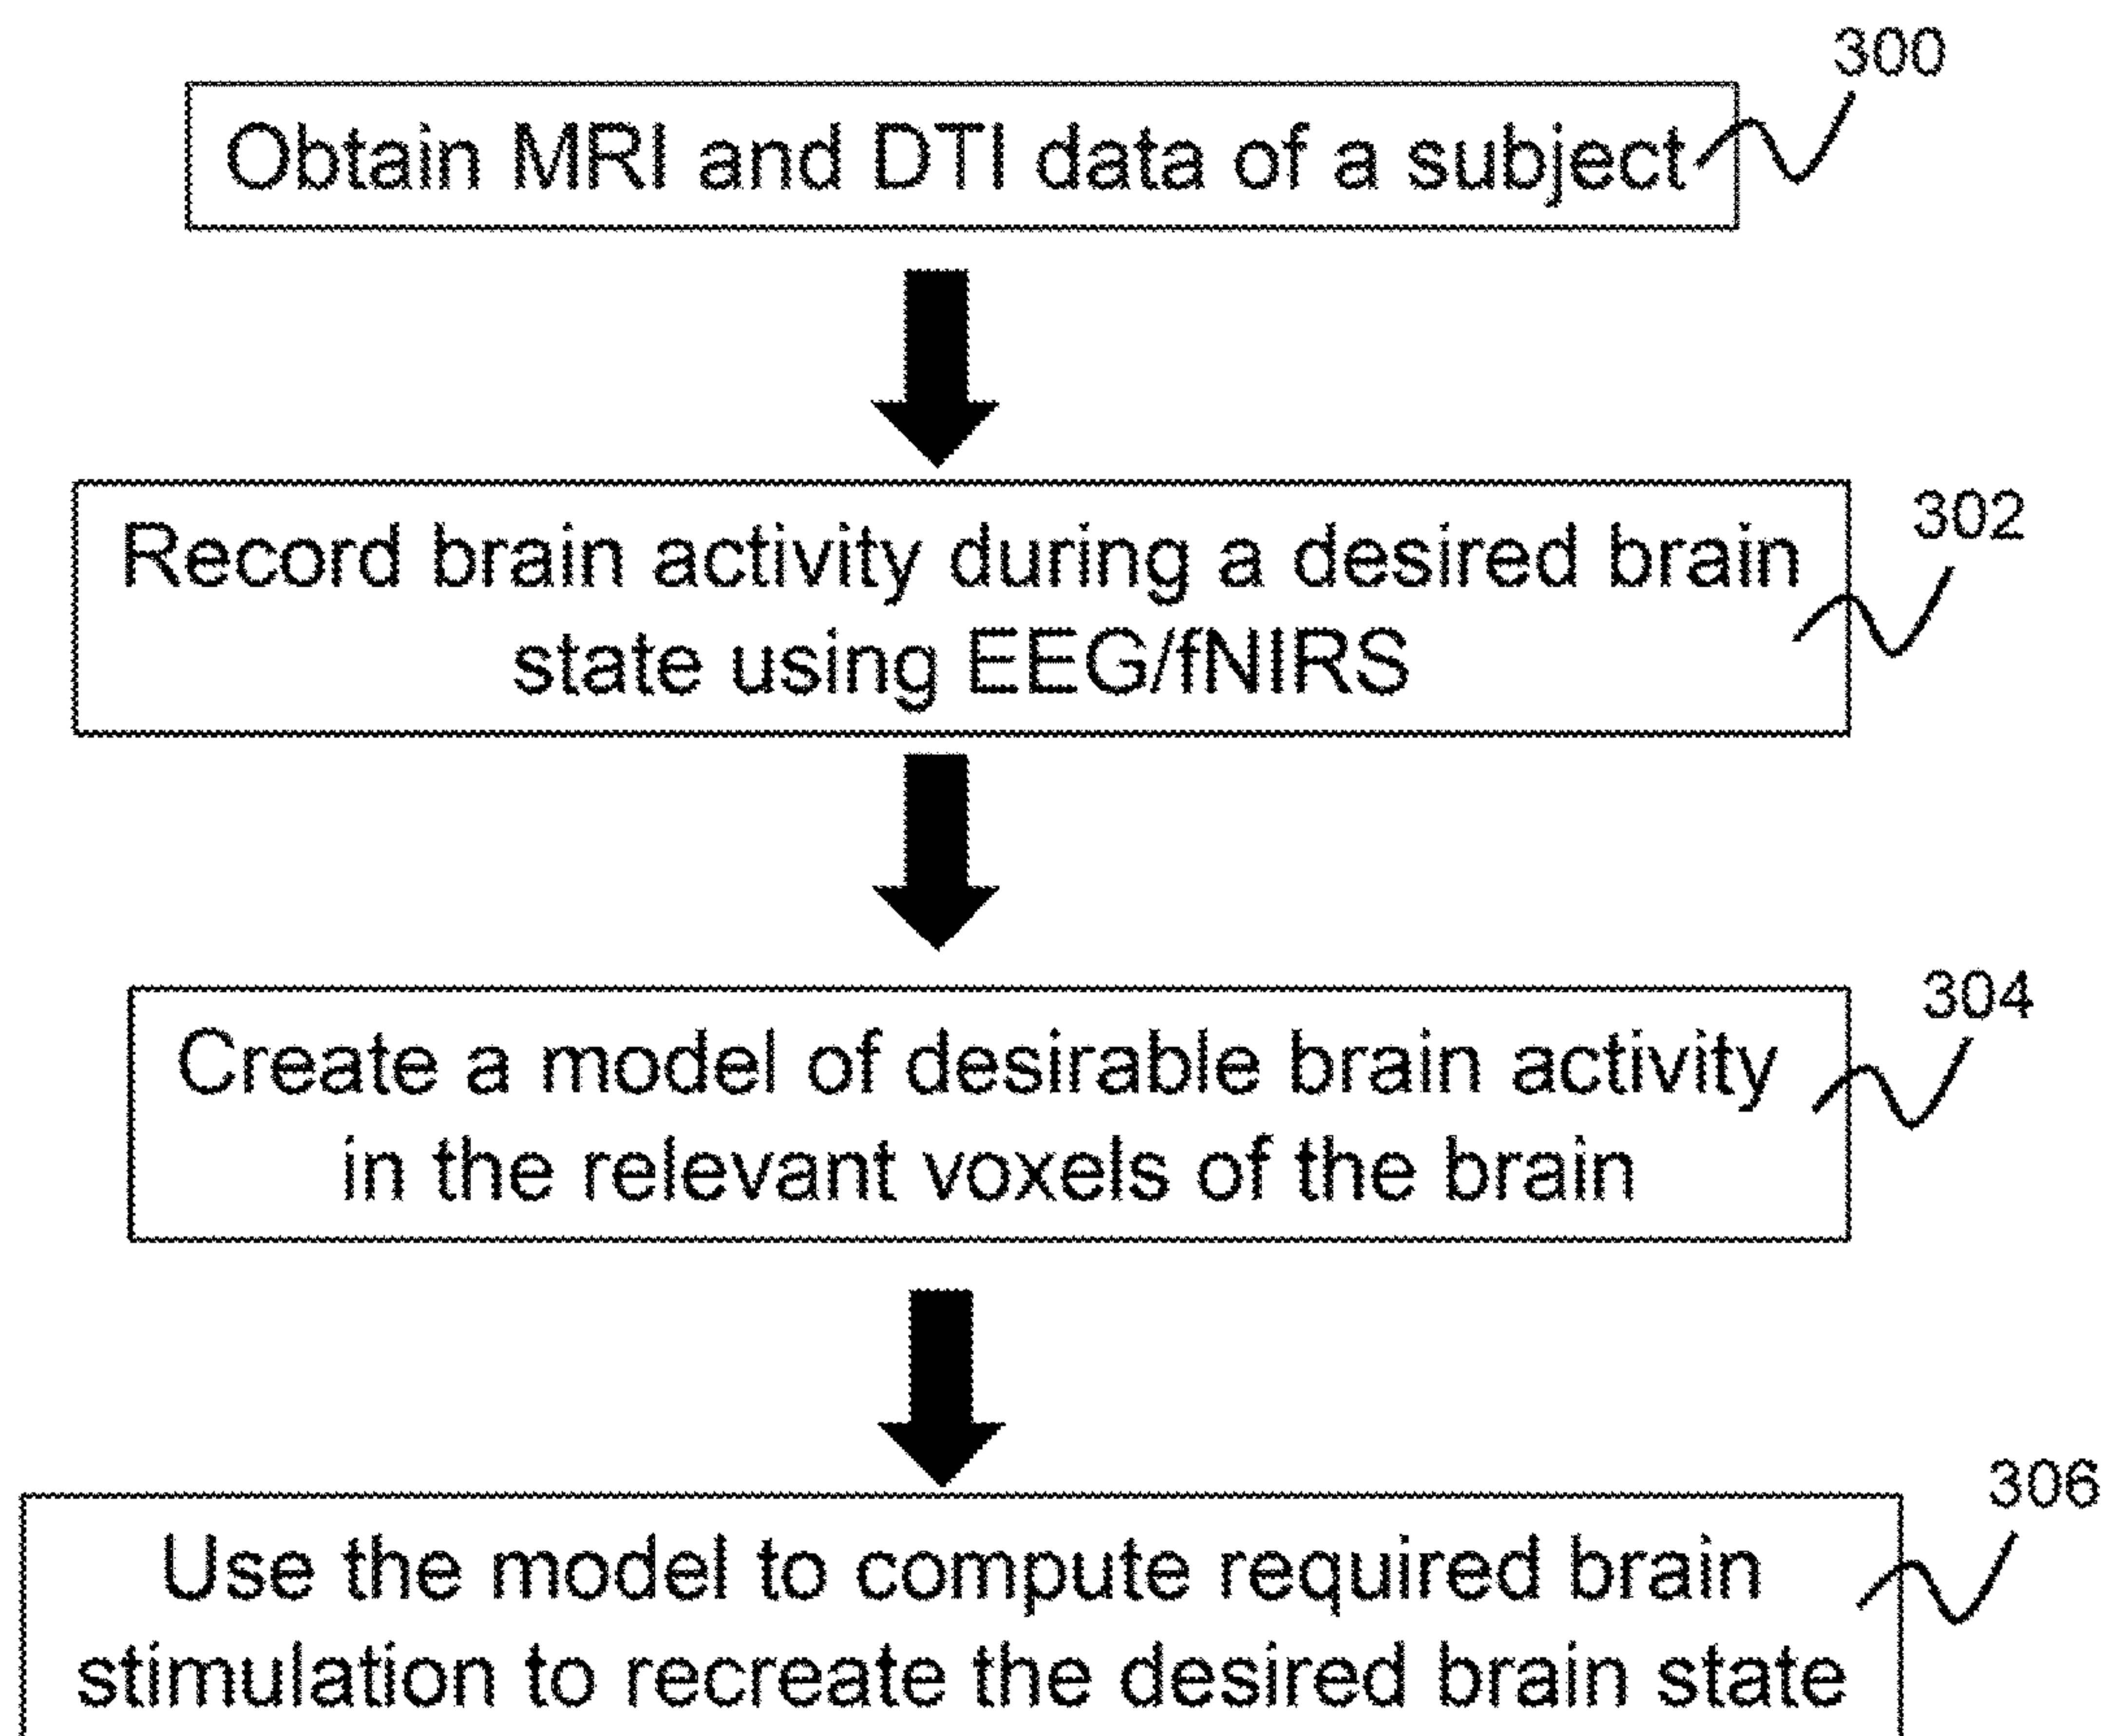 300
Obtain MRI and DTI data of a subject
302
Record brain activity during a desired brain
state using EEG/fNIRS
304
Create a model of desirable brain activity
in the relevant voxels of the brain
306
Use the model to compute required brain
stimulation to recreate the desired brain state